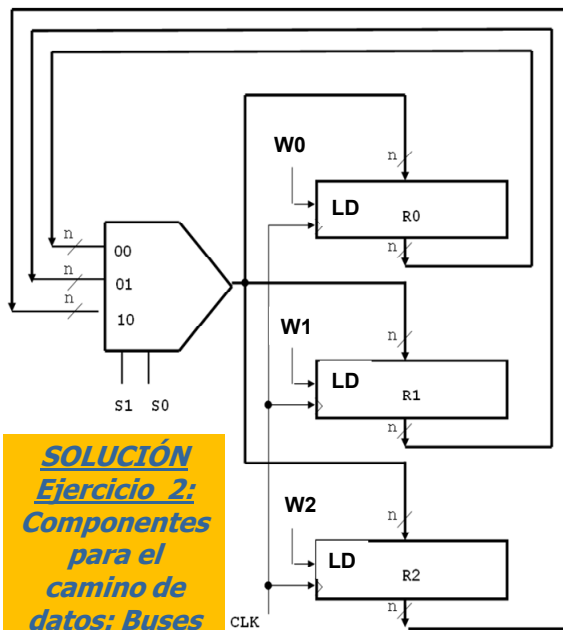 W0
n
LD
R0
n
n
00
n
01
n
10
W1
n
LD
R1
n
S1 S0
SOLUCIÓN
Ejercicio 2:
Componentes
para el
camino de
datos: Buses
W2
n
LD
R2
n
CLK